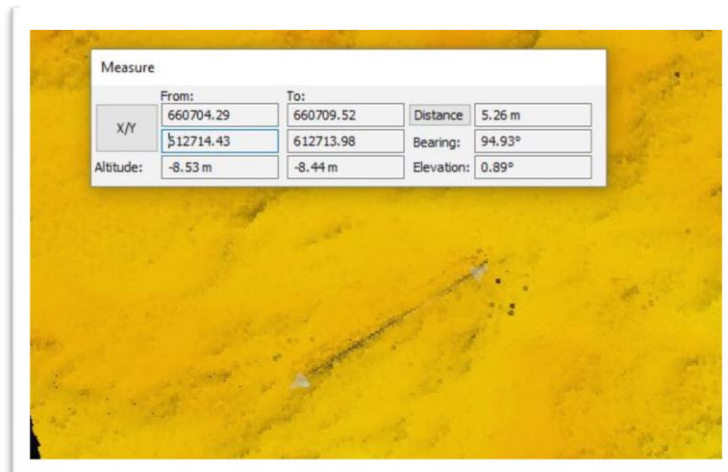 Measure
From: To:
X/Y 660704.29 660709.52 Distance 5.26 m
512714.43 612713.98 Bearing: 94.93°
Altitude: -8.53 m -8.44 m Elevation: 0.89°